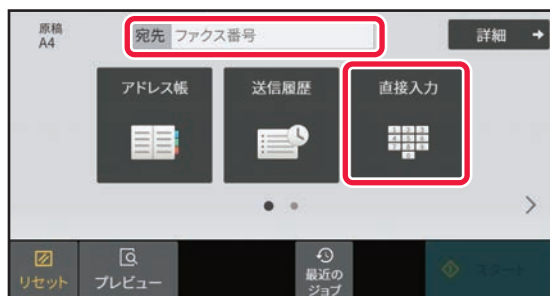 原稿
A4
宛先 ファクス番号
詳細
アドレス帳
送信履歴
直接入力
リセット
プレビュー
最近の
ジョブ
スタート